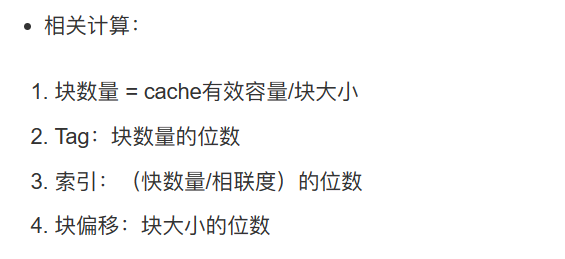 相关计算：
1. 块数量 = cache有效容量/块大小
2. Tag：块数量的位数
3. 索引：（快数量/相联度）的位数
4. 块偏移：块大小的位数